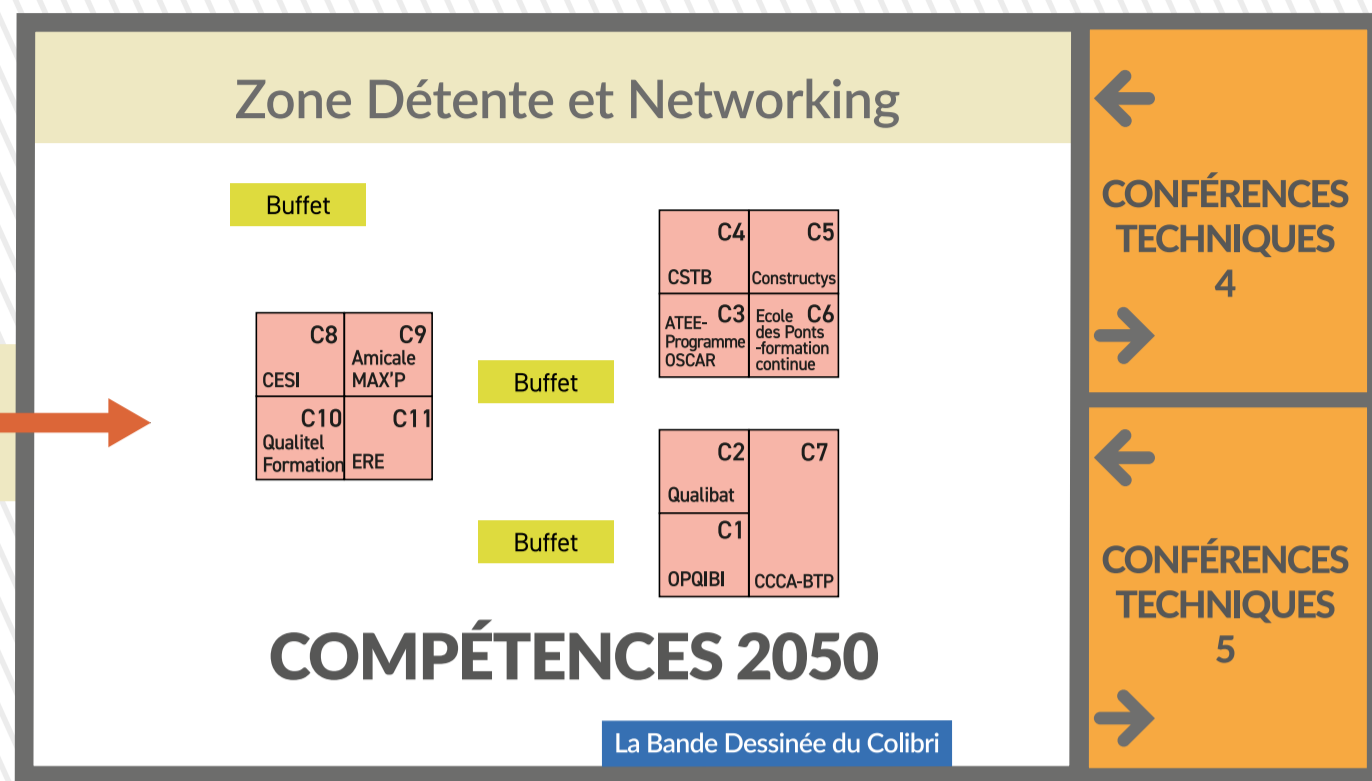 Zone Détente et Networking
Buffet
C4
CSTB
C5
Constructys
C3
ATEE-
Programme
OSCAR
C6
Ecole
des Ponts
-formation
continue
C8
CESI
C9
Amicale
MAX'P
C10
Qualitel
Formation
C11
ERE
Buffet
C2
Qualibat
C7
CCCA-BTP
C1
OPQIBI
Buffet
COMPÉTENCES 2050
La Bande Dessinée du Colibri
CONFÉRENCES
TECHNIQUES
4
CONFÉRENCES
TECHNIQUES
5